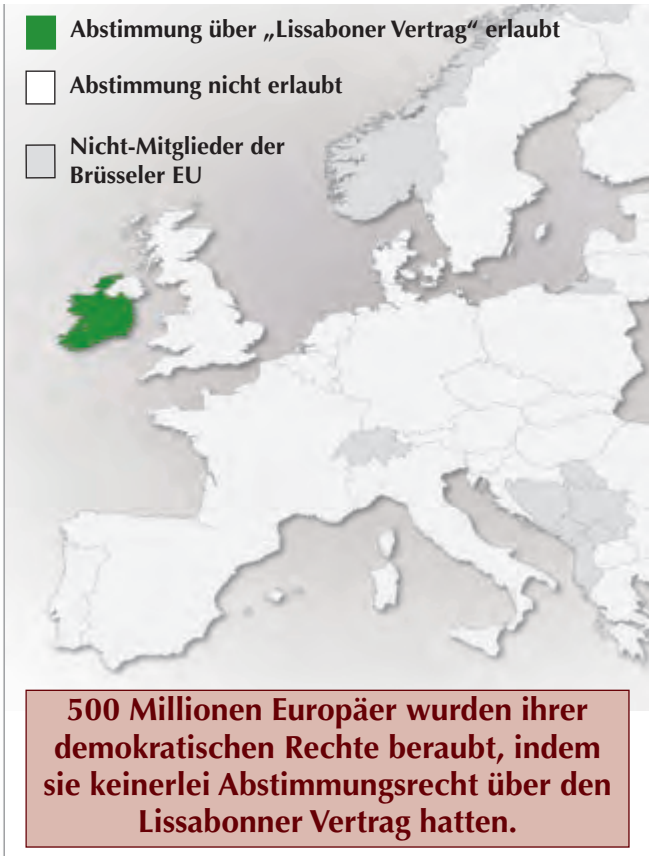 Abstimmung über „Lissaboner Vertrag“ erlaubt
Abstimmung nicht erlaubt
Nicht-Mitglieder der
Brüsseler EU
500 Millionen Europäer wurden ihrer
demokratischen Rechte beraubt, indem
sie keinerlei Abstimmungsrecht über den
Lissabonner Vertrag hatten.